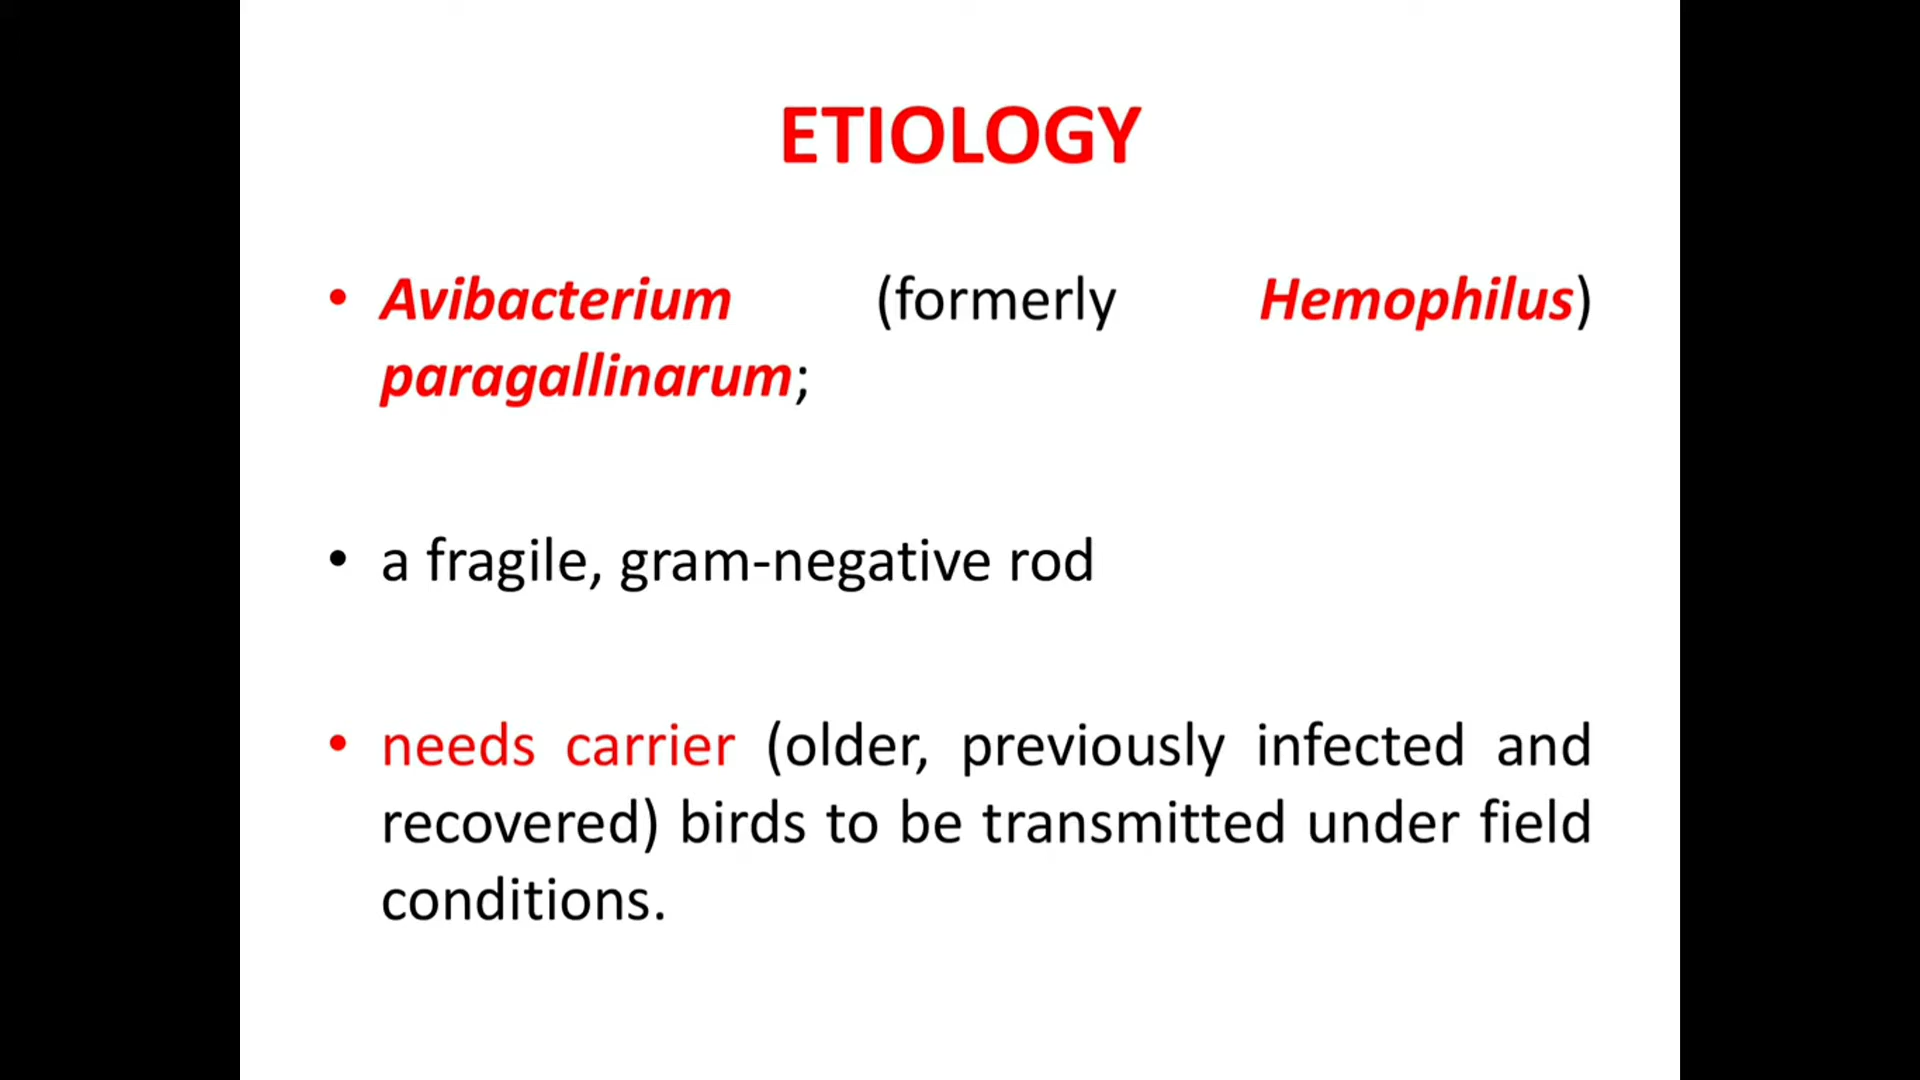 ETIOLOGY
• Avibacterium (formerly Hemophilus)
paragallinarum;
• a fragile, gram-negative rod
• needs carrier (older, previously infected and
recovered) birds to be transmitted under field
conditions.